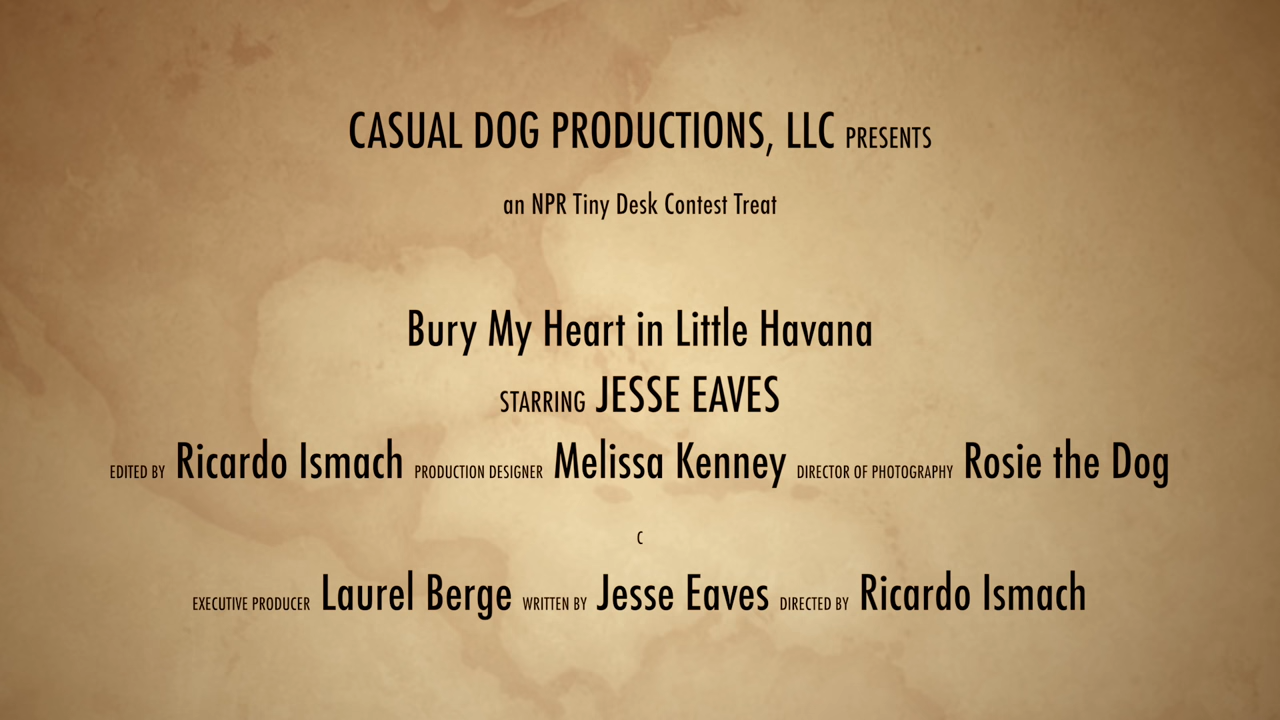 CASUAL DOG PRODUCTIONS, LLC PRESENTS
an NPR Tiny Desk Contest Treat
Bury My Heart in Little Havana
STARRING JESSE EAVES
EDITED BY Ricardo Ismach PRODUCTION DESIGNER Melissa Kenney DIRECTOR OF PHOTOGRAPHY Rosie the Dog
C
EXECUTIVE PRODUCER Laurel Berge WRITTEN BY Jesse Eaves DIRECTED BY Ricardo Ismach